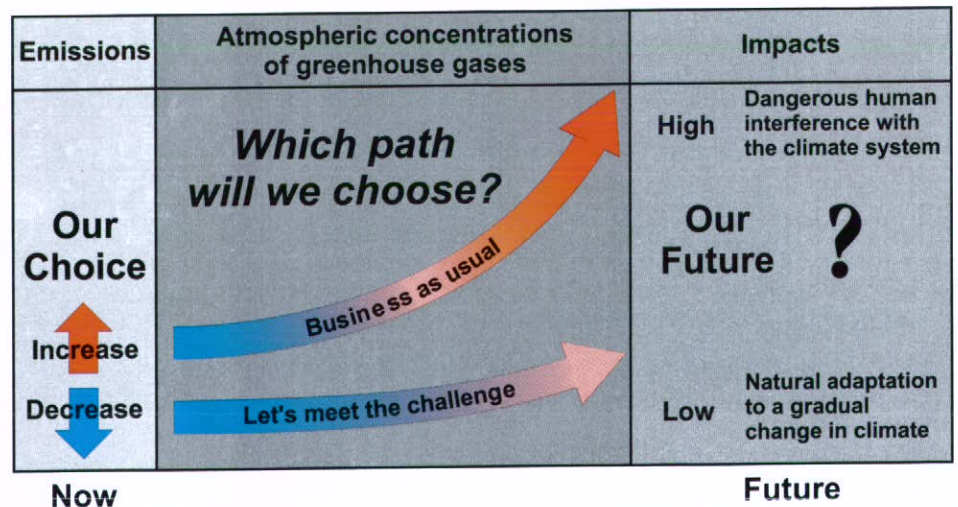 Emissions
Atmospheric concentrations
of greenhouse gases
Impacts
Which path
will we choose?
Our
Choice
Increase
Decrease
Business as usual
Let's meet the challenge
High
Dangerous human
interference with
the climate system
Our
Future
?
Low
Natural adaptation
to a gradual
change in climate
Now
Future